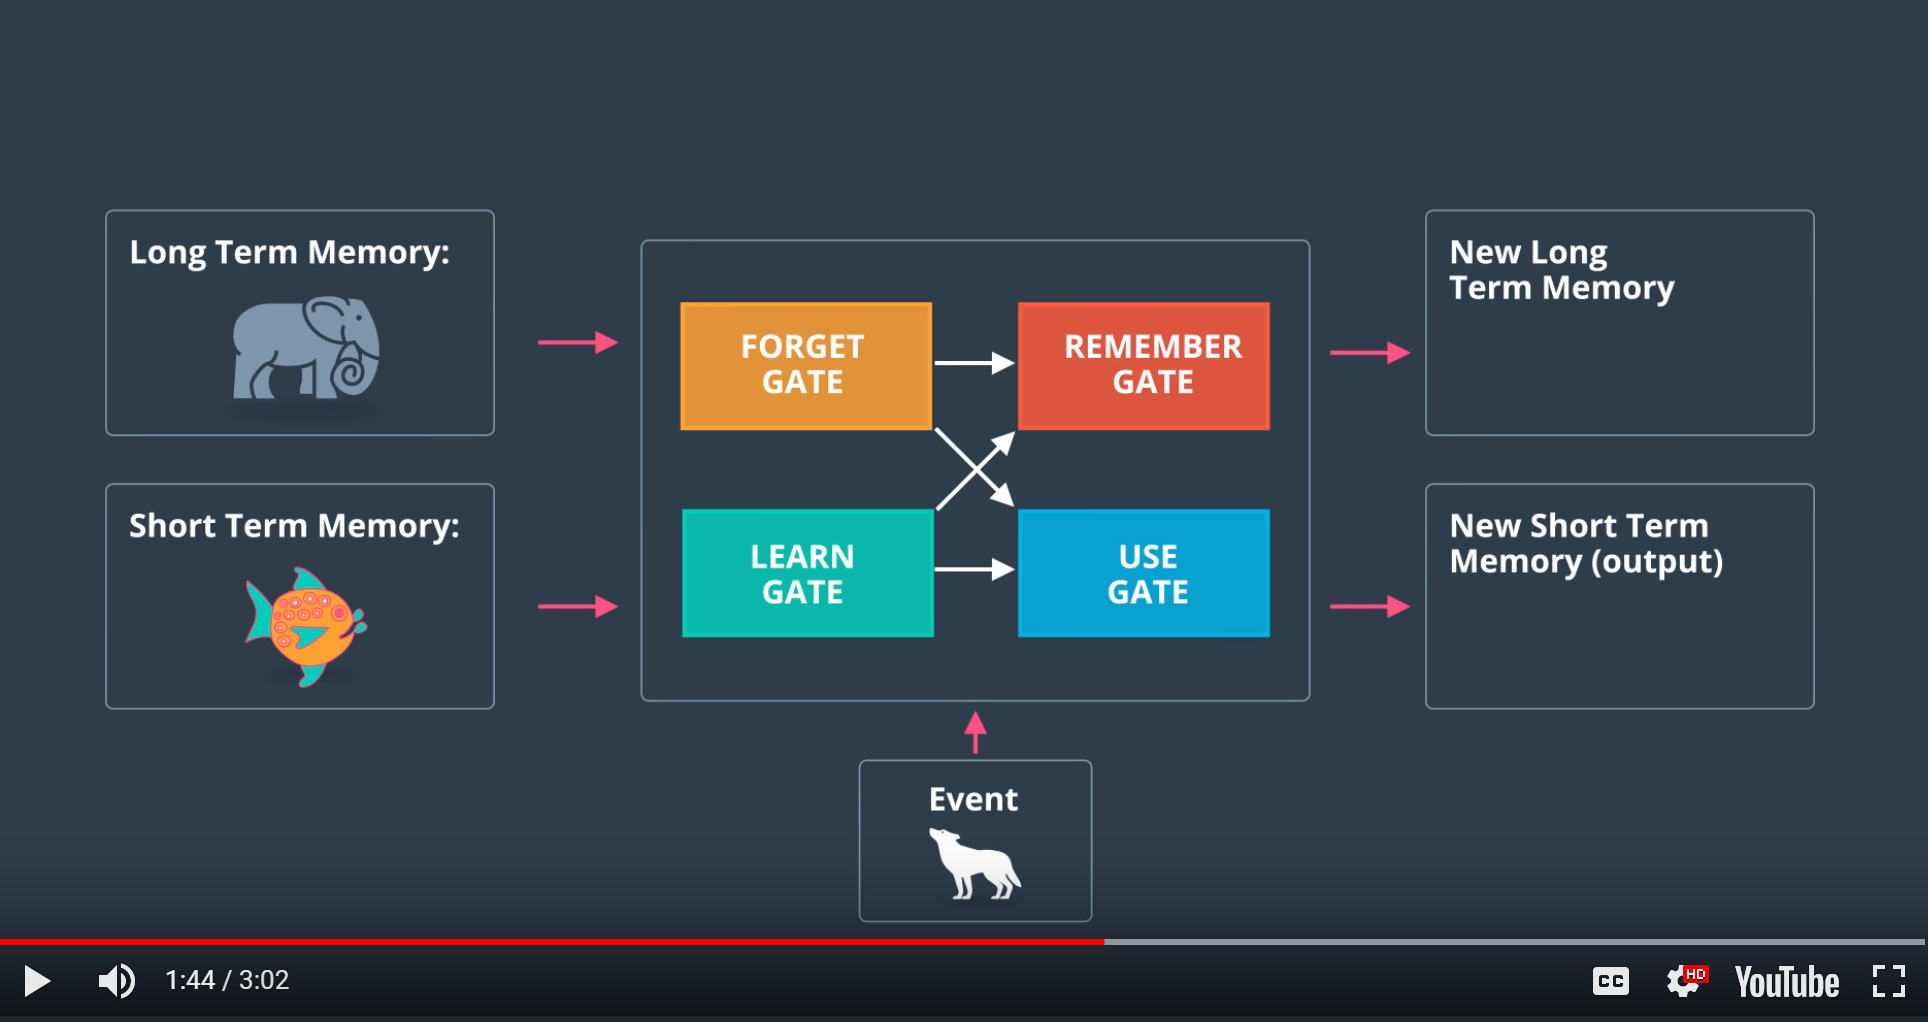 Long Term Memory:
Short Term Memory:
FORGET
GATE
REMEMBER
GATE
LEARN
GATE
USE
GATE
Event
New Long
Term Memory
New Short Term
Memory (output)
1:44 / 3:02
CC
HD
YouTube